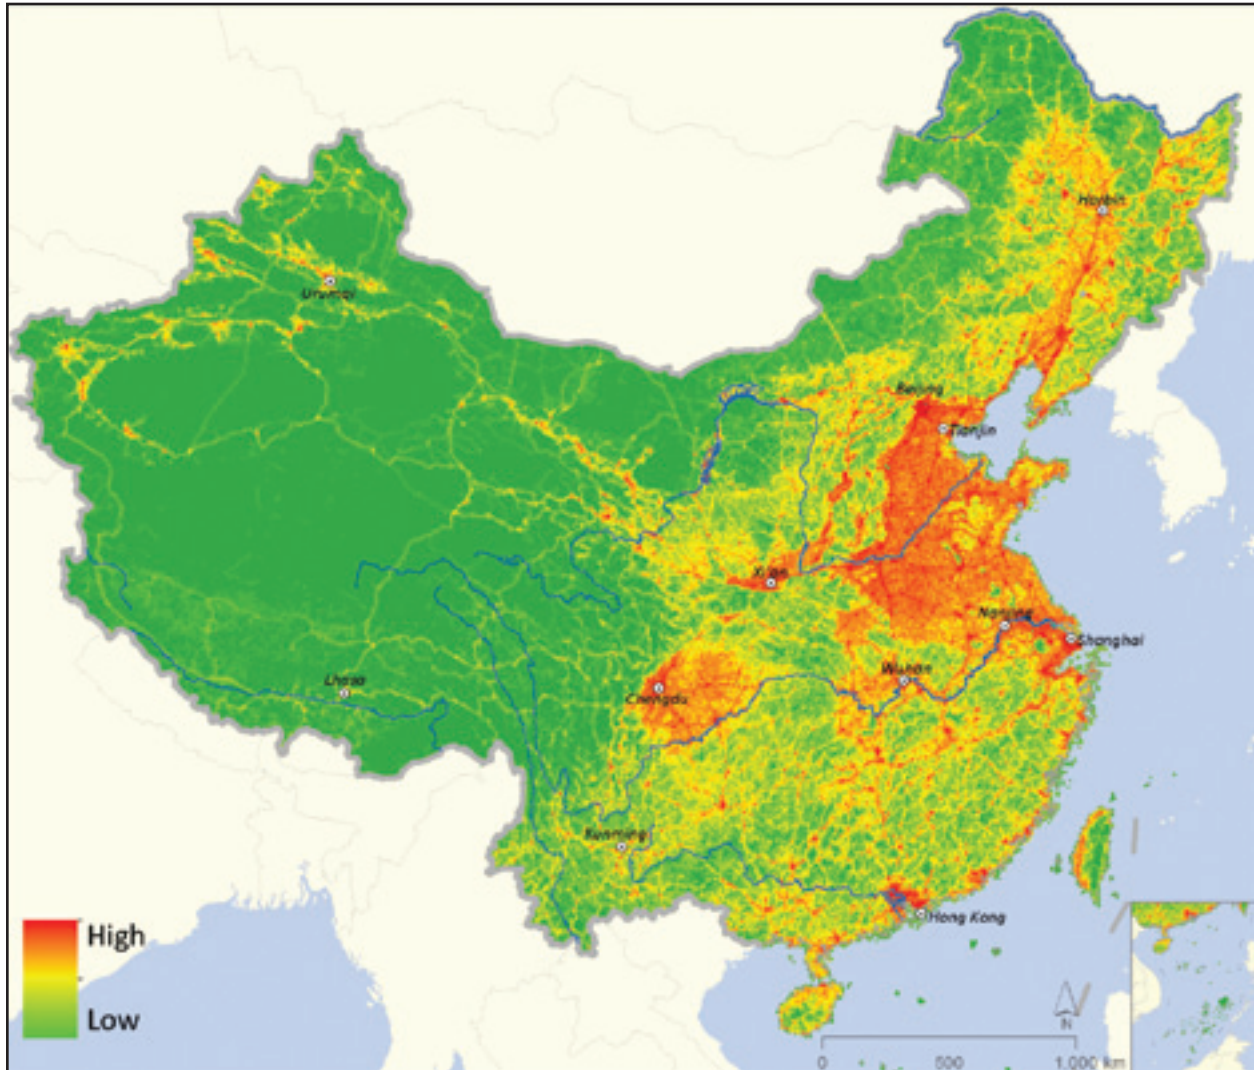 Harbin
Urumqi
Beijing
Tianjin
Xi'an
Nanjing
Shanghai
Wuhan
Lhasa
Chengdu
Kunming
Hong Kong
High
Low
N
0 500 1,000 km